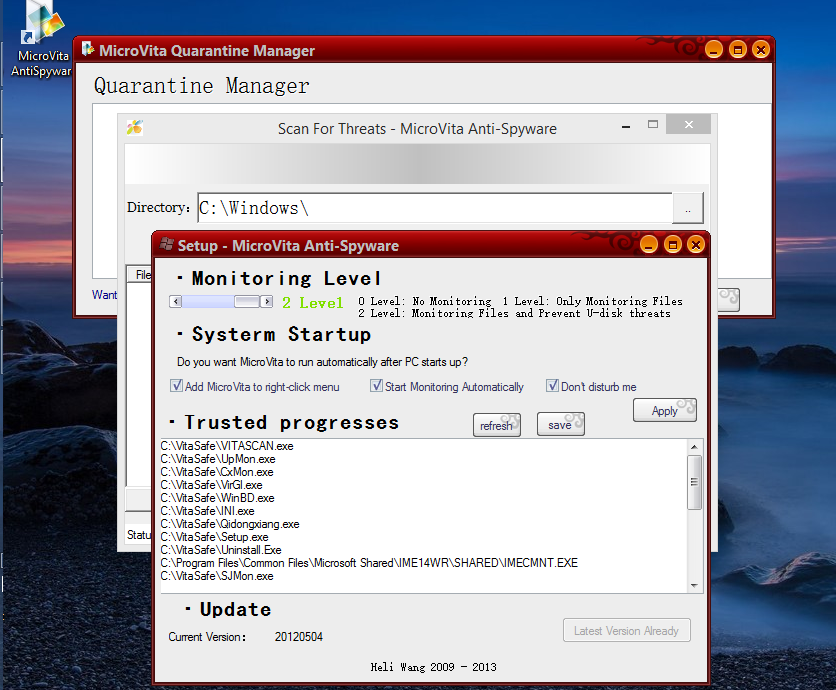 MicroVita
AntiSpywar
MicroVita Quarantine Manager
Quarantine Manager
Scan For Threats - MicroVita Anti-Spyware
Directory:
C:\Windows\
..
File
Want
Setup - MicroVita Anti-Spyware
· Monitoring Level
2 Level
0 Level: No Monitoring 1 Level: Only Monitoring Files
2 Level: Monitoring Files and Prevent U-disk threats
· Systerm Startup
Do you want MicroVita to run automatically after PC starts up?
Add MicroVita to right-click menu
Start Monitoring Automatically
Don't disturb me
Apply
· Trusted progresses
refresh
save
C:\VitaSafe\VITASCAN.exe
C:\VitaSafe\UpMon.exe
C:\VitaSafe\CxMon.exe
C:\VitaSafe\VirGl.exe
C:\VitaSafe\WinBD.exe
C:\VitaSafe\INI.exe
C:\VitaSafe\Qidongxiang.exe
C:\VitaSafe\Setup.exe
C:\VitaSafe\Uninstall.Exe
C:\Program Files\Common Files\Microsoft Shared\IME14WR\SHARED\IMECMNT.EXE
C:\VitaSafe\SJMon.exe
Statu
· Update
Current Version: 20120504
Latest Version Already
Heli Wang 2009 - 2013